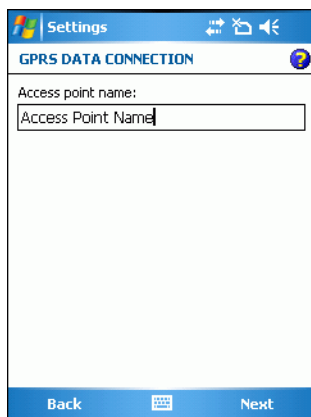 Settings
GPRS DATA CONNECTION
?
Access point name:
Access Point Name
Back Next